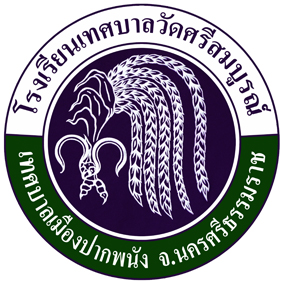 โรงเรียนเทศบาลวัดศรีสมบูรณ์
เทศบาลเมืองปากพนัง จ.นครศรีธรรมราช